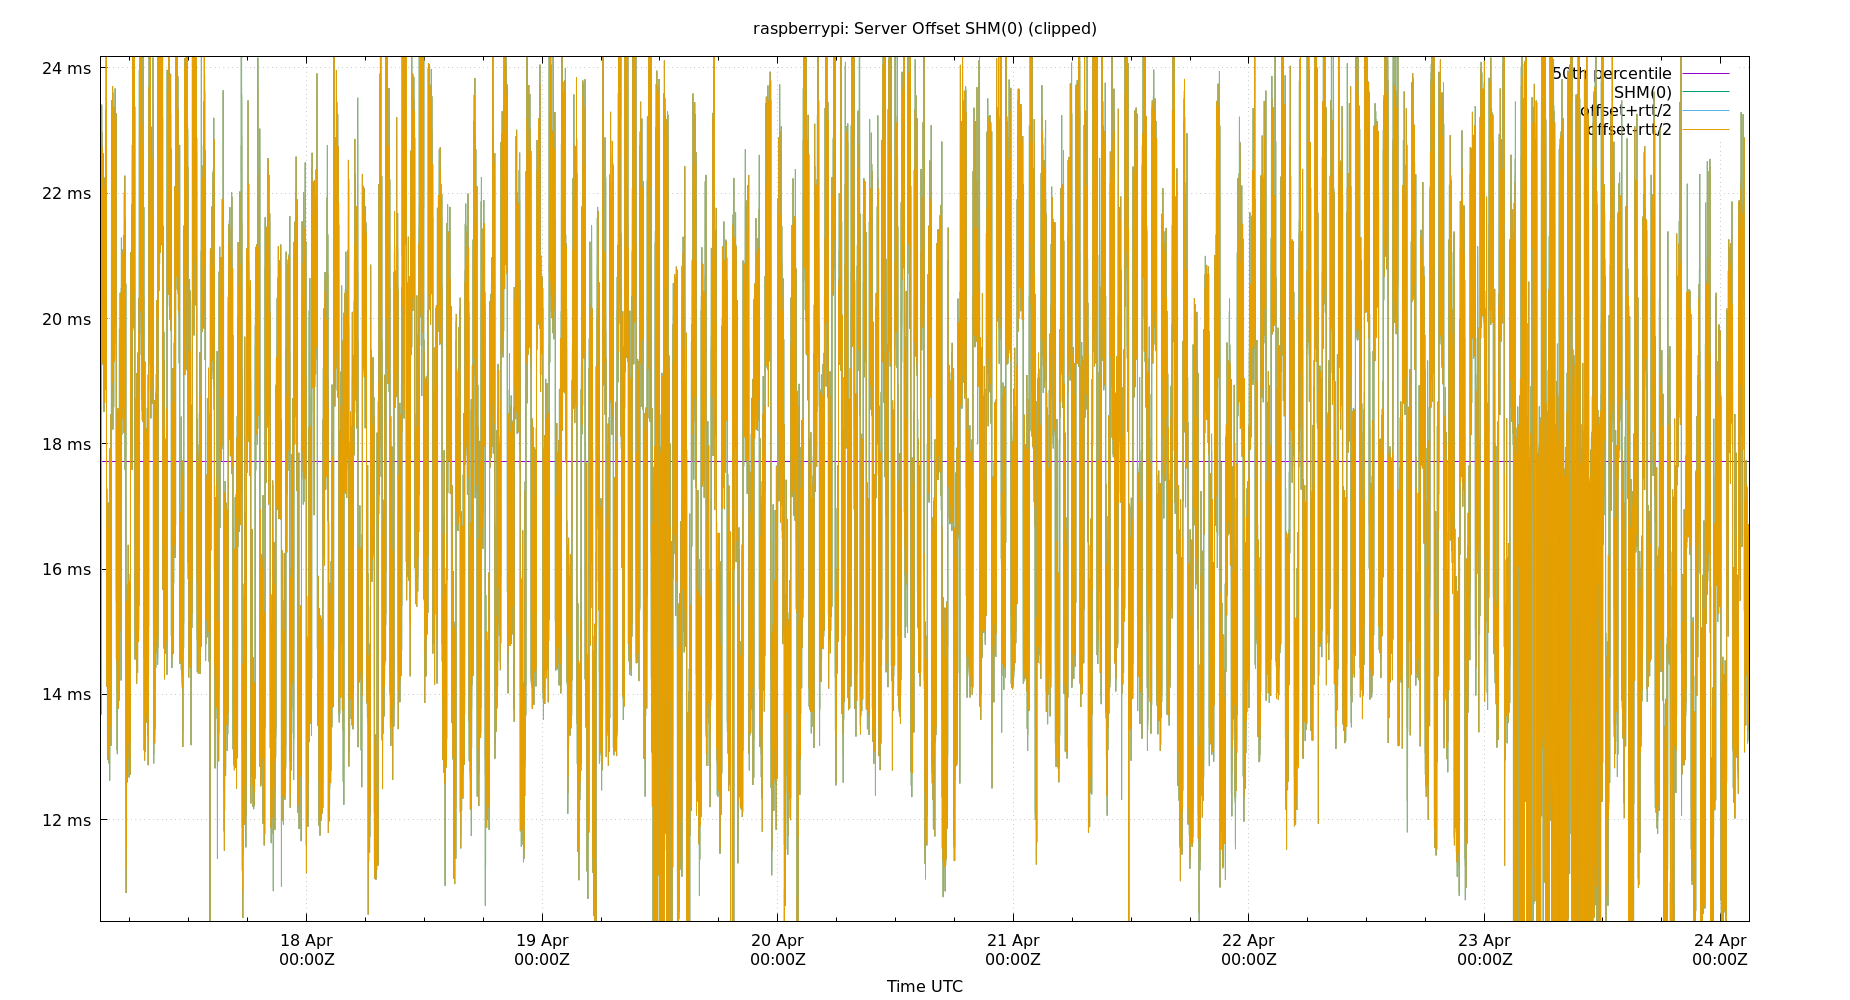 raspberrypi: Server Offset SHM(0) (clipped)
24 ms
22 ms
20 ms
18 ms
16 ms
14 ms
12 ms
50th percentile
SHM(0)
offset+rtt/2
offset-rtt/2
18 Apr
00:00Z
19 Apr
00:00Z
20 Apr
00:00Z
21 Apr
00:00Z
22 Apr
00:00Z
23 Apr
00:00Z
24 Apr
00:00Z
Time UTC